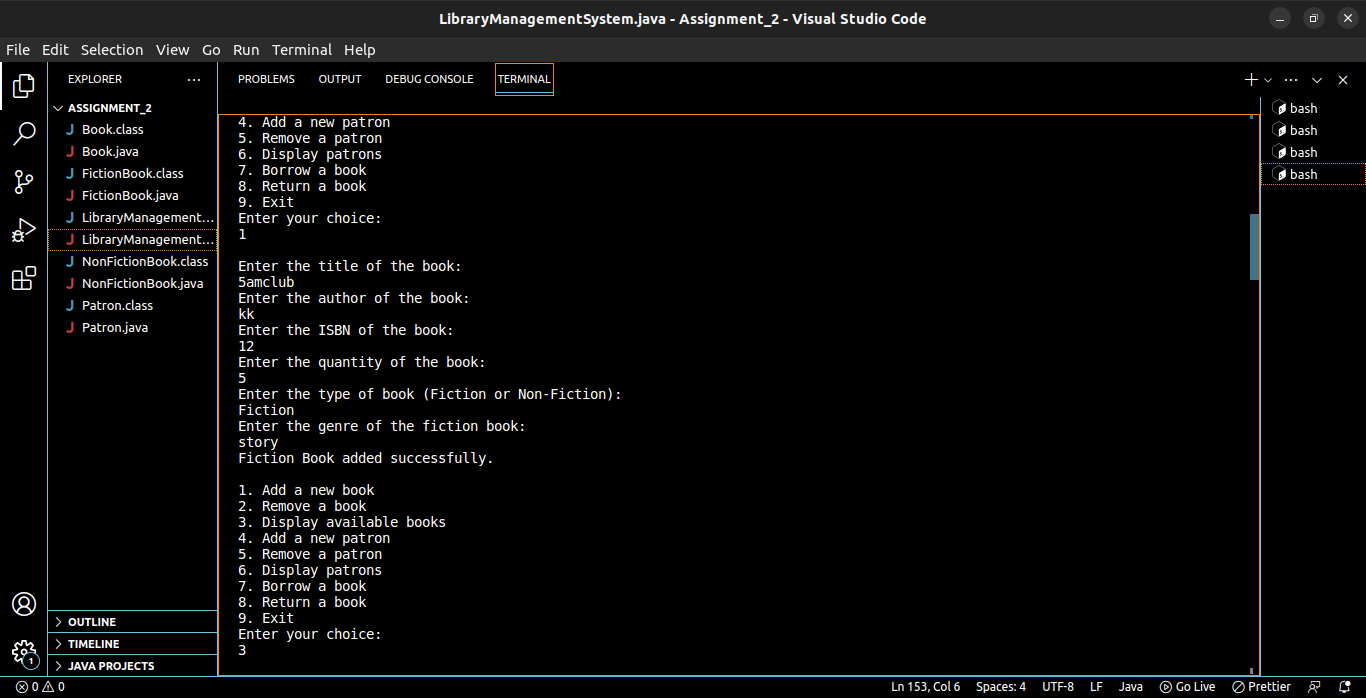 LibraryManagementSystem.java - Assignment_2 - Visual Studio Code
File Edit Selection View Go Run Terminal Help
EXPLORER
ASSIGNMENT_2
Book.class
Book.java
FictionBook.class
FictionBook.java
LibraryManagement...
LibraryManagement...
NonFictionBook.class
NonFictionBook.java
Patron.class
Patron.java
OUTLINE
TIMELINE
JAVA PROJECTS
1
PROBLEMS OUTPUT DEBUG CONSOLE TERMINAL
4. Add a new patron
5. Remove a patron
6. Display patrons
7. Borrow a book
8. Return a book
9. Exit
Enter your choice:
1
Enter the title of the book:
5amclub
Enter the author of the book:
kk
Enter the ISBN of the book:
12
Enter the quantity of the book:
5
Enter the type of book (Fiction or Non-Fiction):
Fiction
Enter the genre of the fiction book:
story
Fiction Book added successfully.
1. Add a new book
2. Remove a book
3. Display available books
4. Add a new patron
5. Remove a patron
6. Display patrons
7. Borrow a book
8. Return a book
9. Exit
Enter your choice:
3
bash
bash
bash
bash
0 0 Ln 153, Col 6 Spaces: 4 UTF-8 LF Java Go Live Prettier